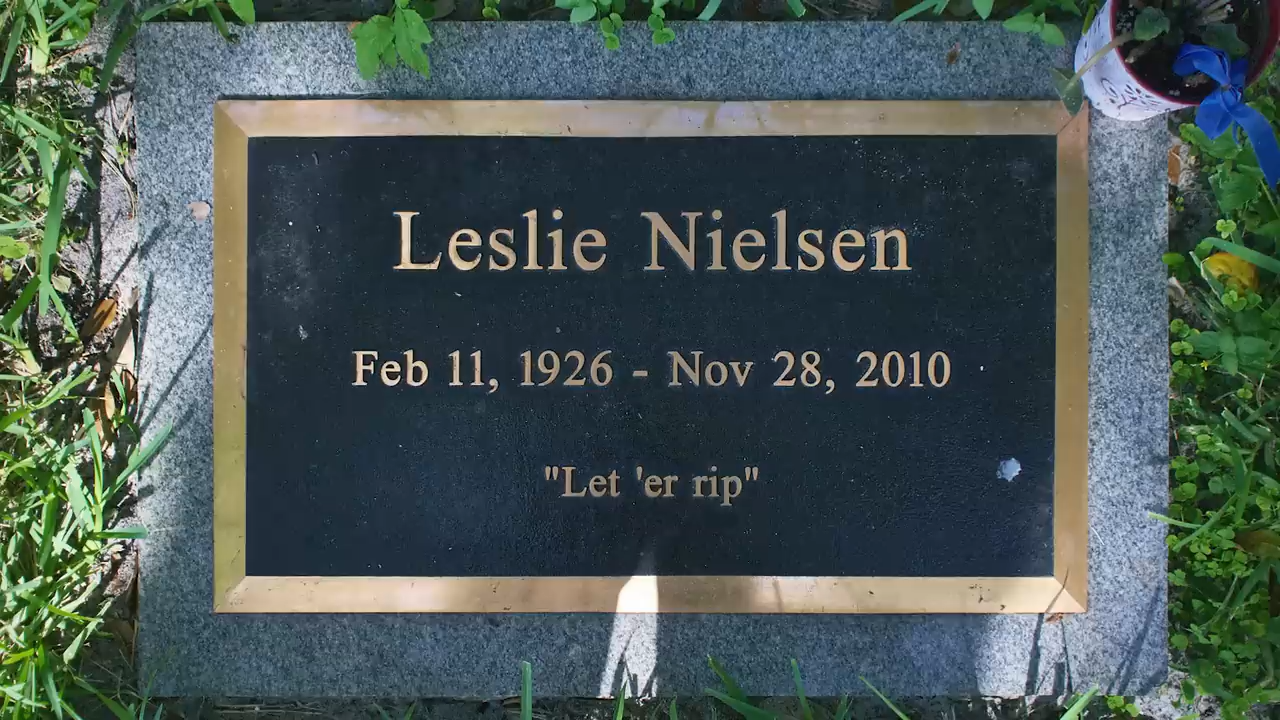 Leslie Nielsen
Feb 11, 1926 - Nov 28, 2010
"Let 'er rip"